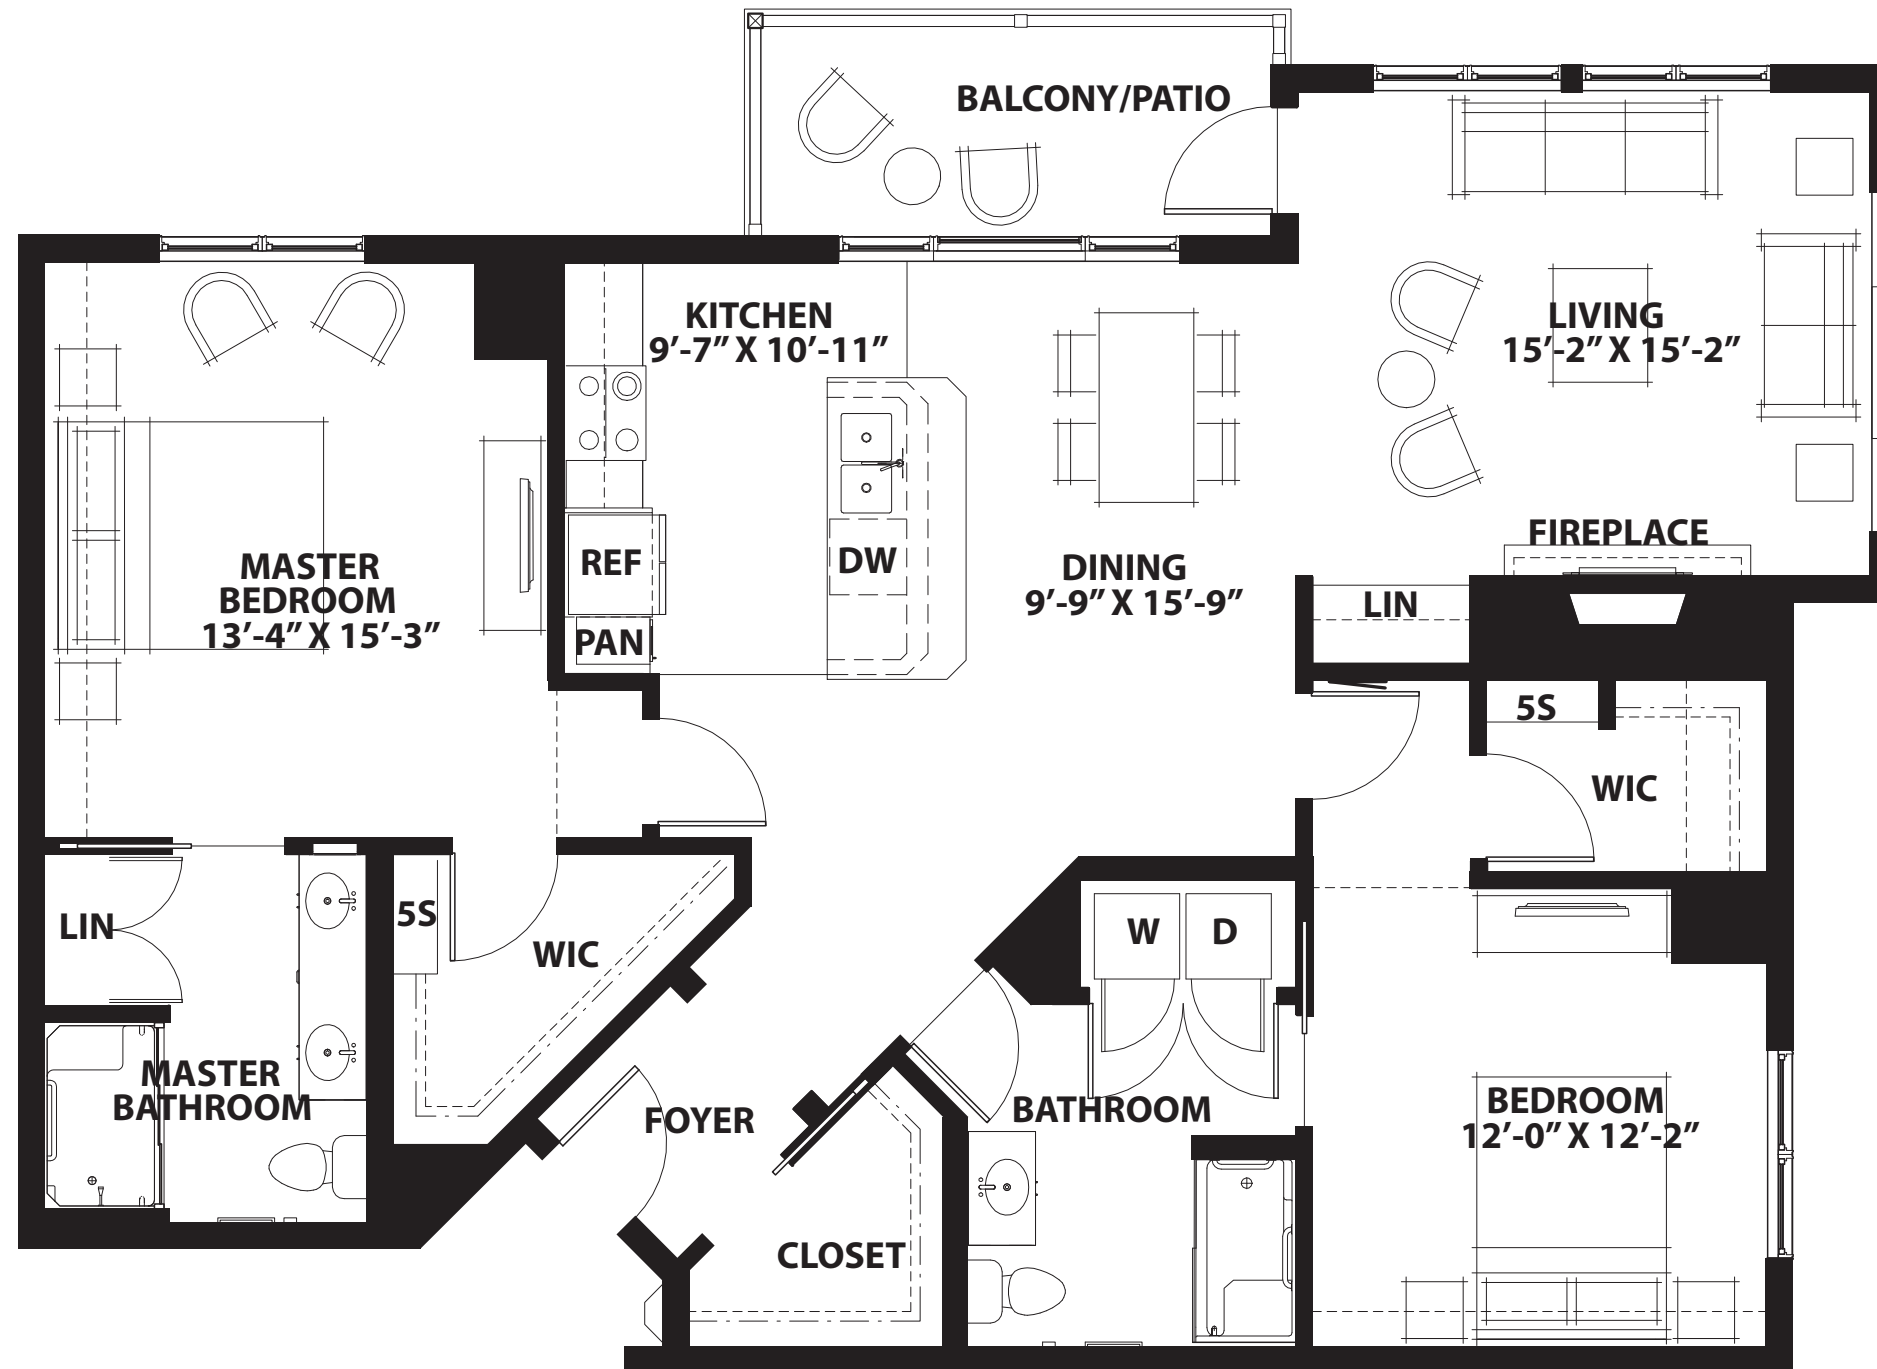 BALCONY/PATIO
KITCHEN
9’-7” X 10’-11”
LIVING
15’-2” X 15’-2”
MASTER
BEDROOM
13’-4” X 15’-3”
REF
DW
PAN
DINING
9’-9” X 15’-9”
FIREPLACE
LIN
5S
WIC
LIN
5S
WIC
W
D
MASTER
BATHROOM
FOYER
BATHROOM
BEDROOM
12’-0” X 12’-2”
CLOSET